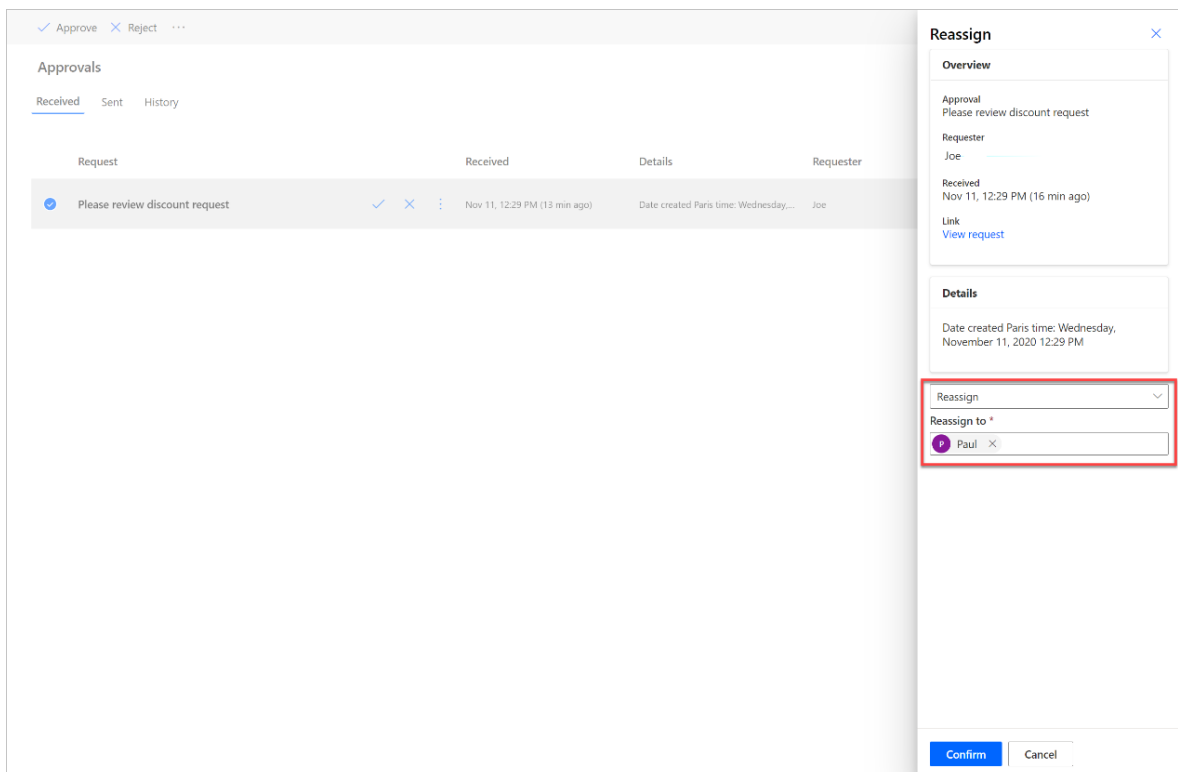 Approve Reject ...
Approvals
Received Sent History
Request Received Details Requester
Please review discount request Nov 11, 12:29 PM (13 min ago) Date created Paris time: Wednesday,... Joe
Reassign
Overview
Approval
Please review discount request
Requester
Joe
Received
Nov 11, 12:29 PM (16 min ago)
Link
View request
Details
Date created Paris time: Wednesday,
November 11, 2020 12:29 PM
Reassign
Reassign to *
P Paul
Confirm Cancel